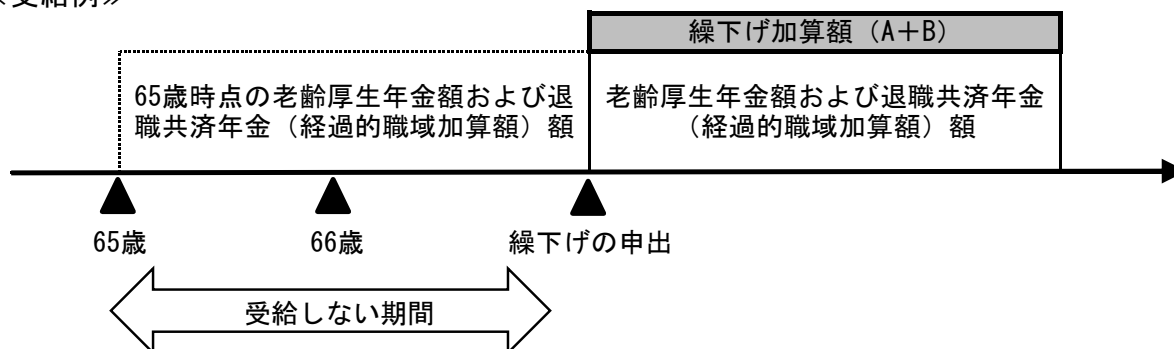 ≪受給例≫
繰下げ加算額（A＋B）
65歳時点の老齢厚生年金額および退
職共済年金（経過的職域加算額）額
老齢厚生年金額および退職共済年金
（経過的職域加算額）額
65歳
66歳
繰下げの申出
受給しない期間